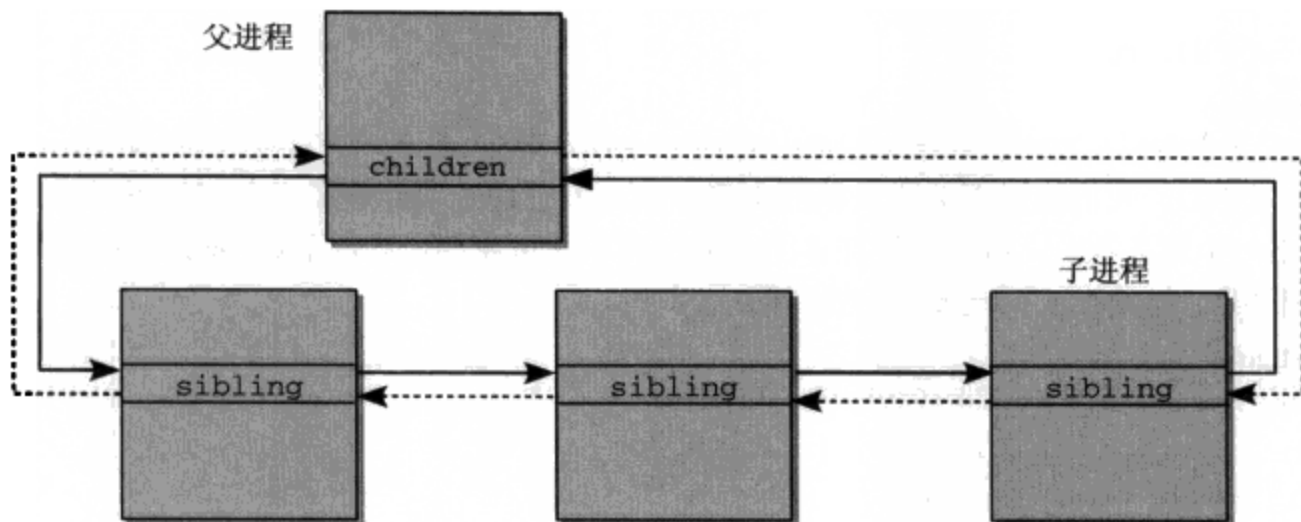 父进程
children
子进程
sibling
sibling
sibling